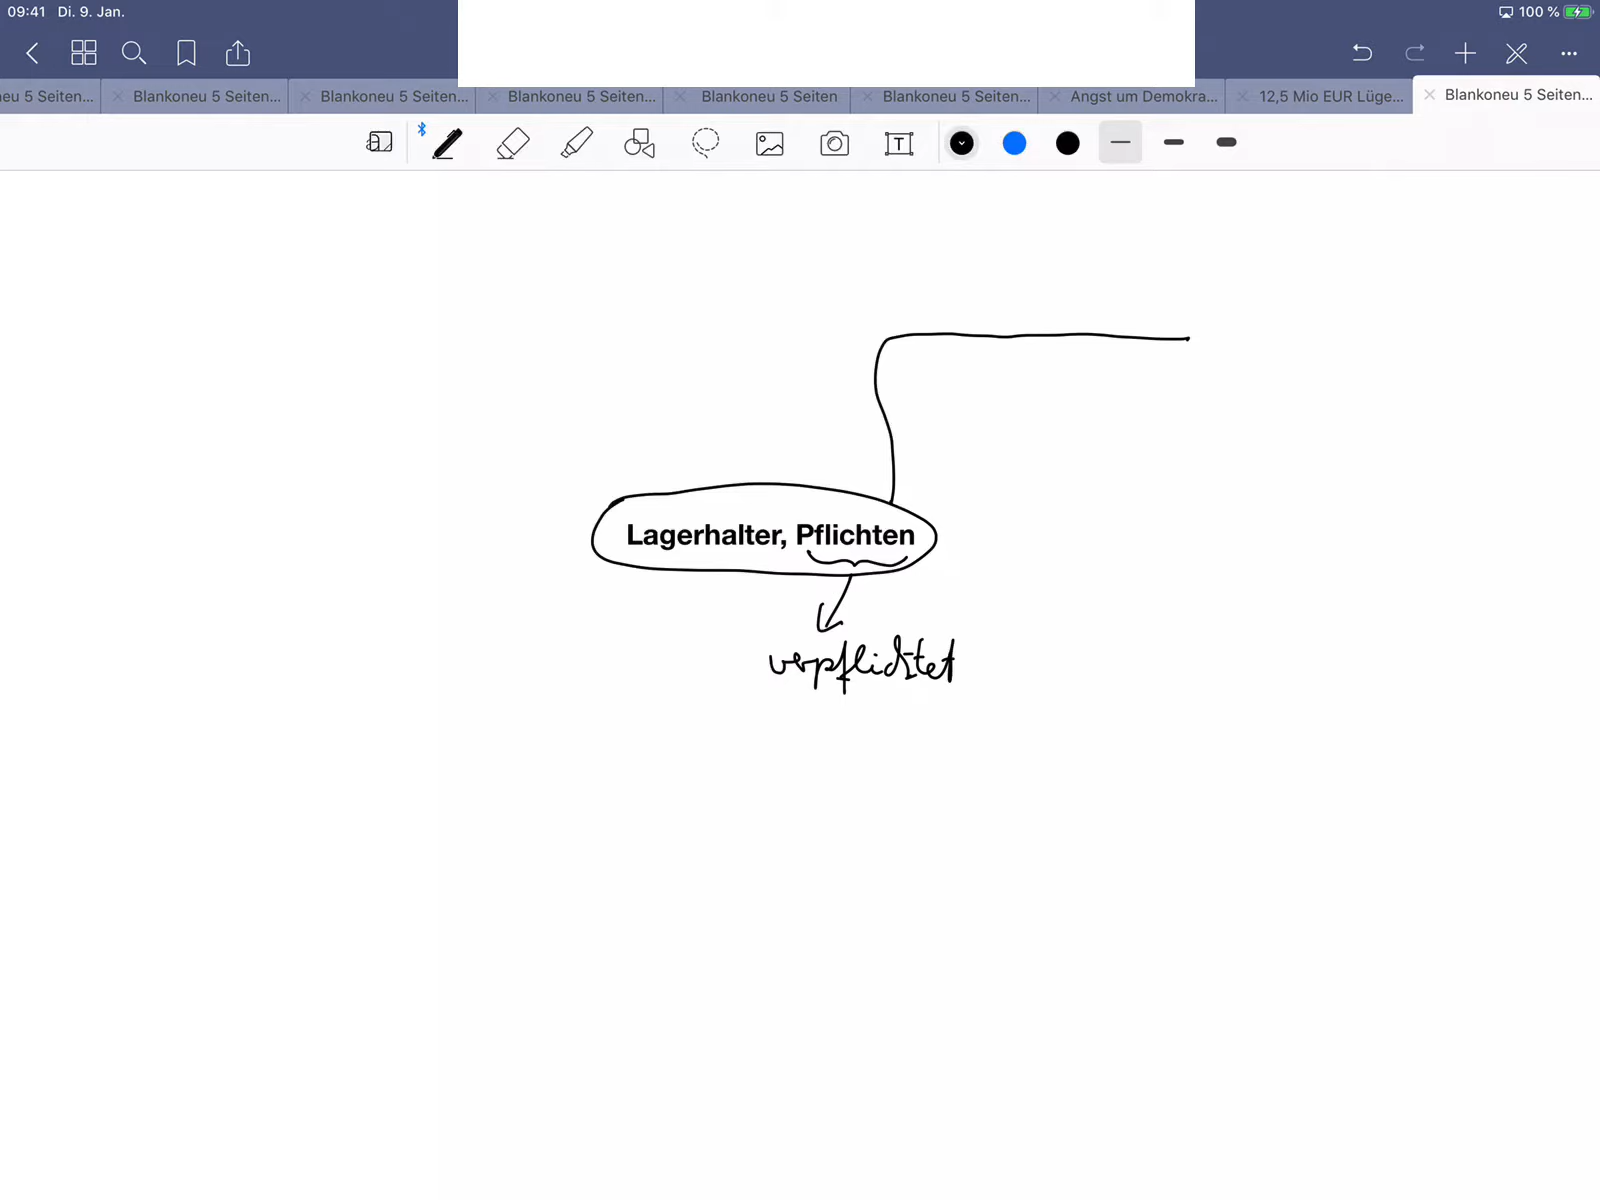 09:41 Di. 9. Jan.
100 %
eu 5 Seiten...
Blankoneu 5 Seiten...
Blankoneu 5 Seiten...
Blankoneu 5 Seiten...
Blankoneu 5 Seiten
Blankoneu 5 Seiten...
Angst um Demokra...
12,5 Mio EUR Lüge...
Blankoneu 5 Seiten...
T
Lagerhalter, Pflichten
verpflichtet